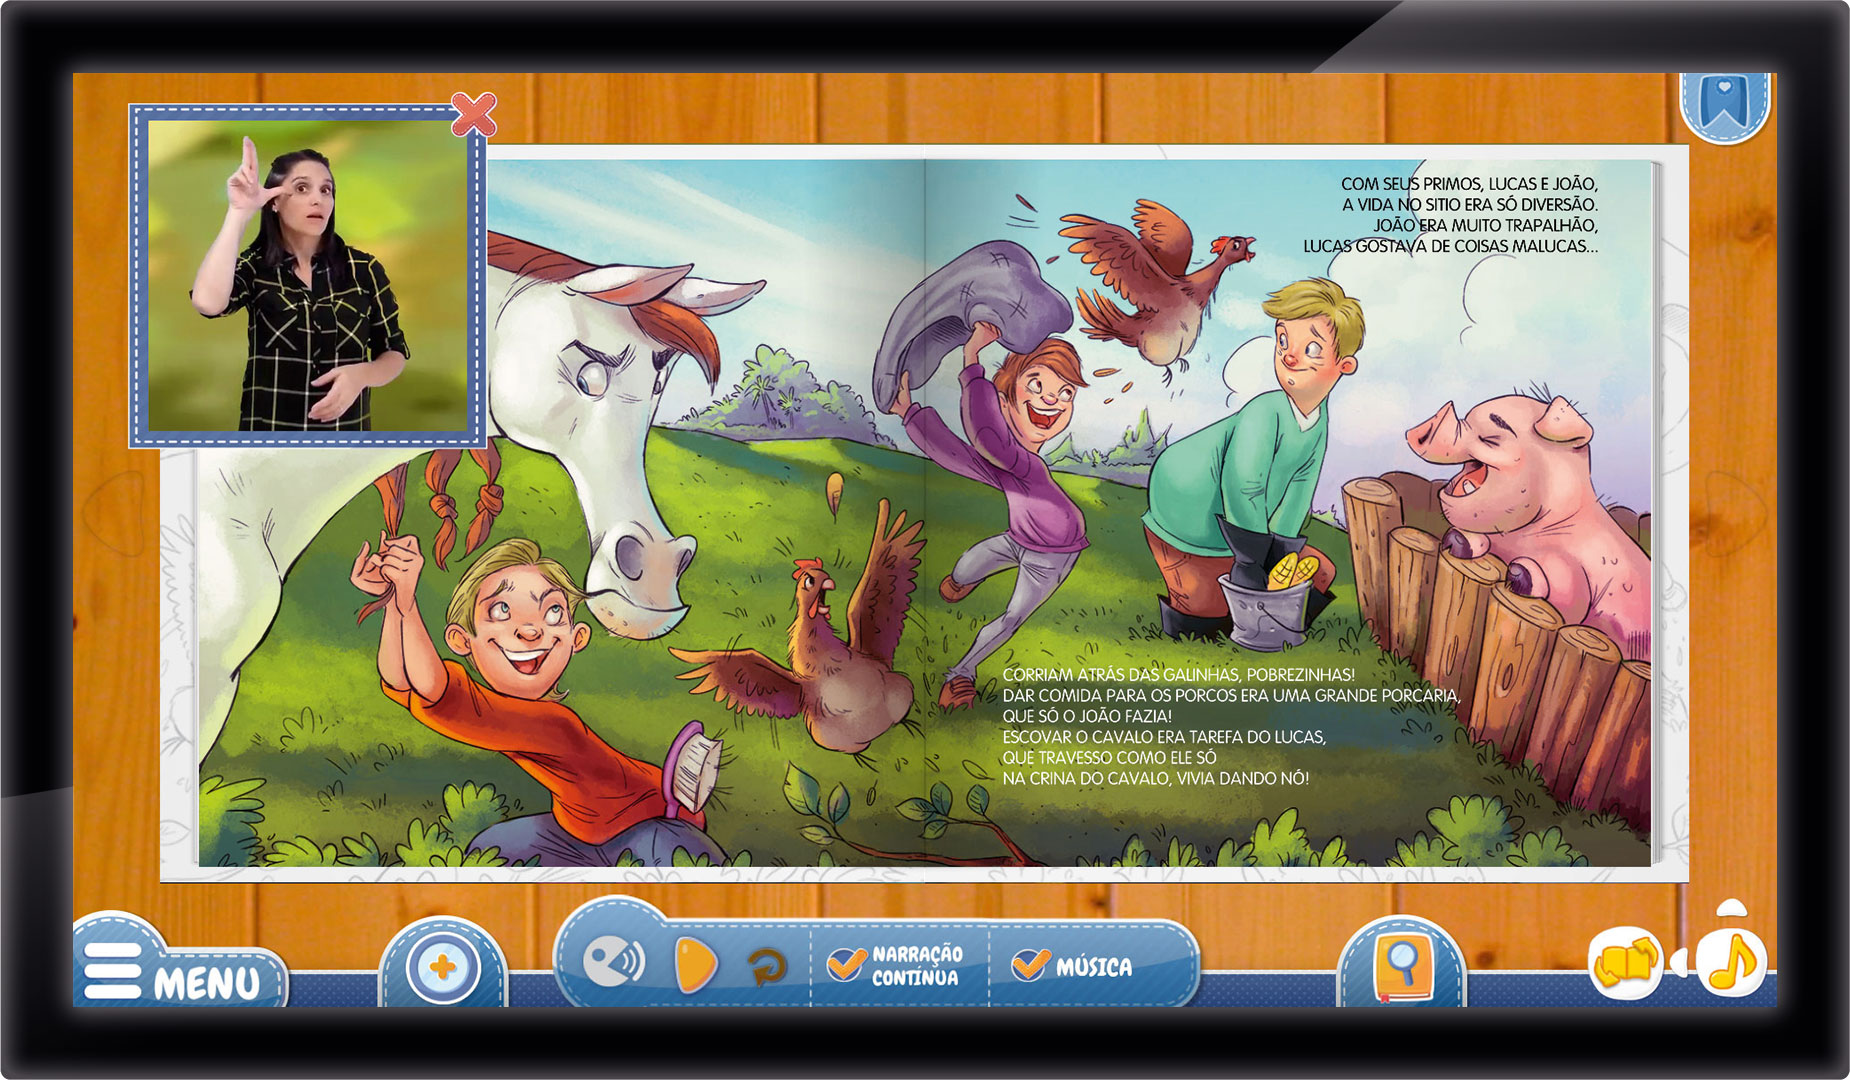 COM SEUS PRIMOS, LUCAS E JOÃO,
A VIDA NO SITIO ERA SÓ DIVERSÃO.
JOÃO ERA MUITO TRAPALHÃO,
LUCAS GOSTAVA DE COISAS MALUCAS...
CORRIAM ATRÁS DAS GALINHAS, POBREZINHAS!
DAR COMIDA PARA OS PORCOS ERA UMA GRANDE PORCARIA,
QUE SÓ O JOÃO FAZIA!
ESCOVAR O CAVALO ERA TAREFA DO LUCAS,
QUE TRAVESSO COMO ELE SÓ
NA CRINA DO CAVALO, VIVIA DANDO NÓ!
MENU
NARRAÇÃO
CONTÍNUA
MÚSICA